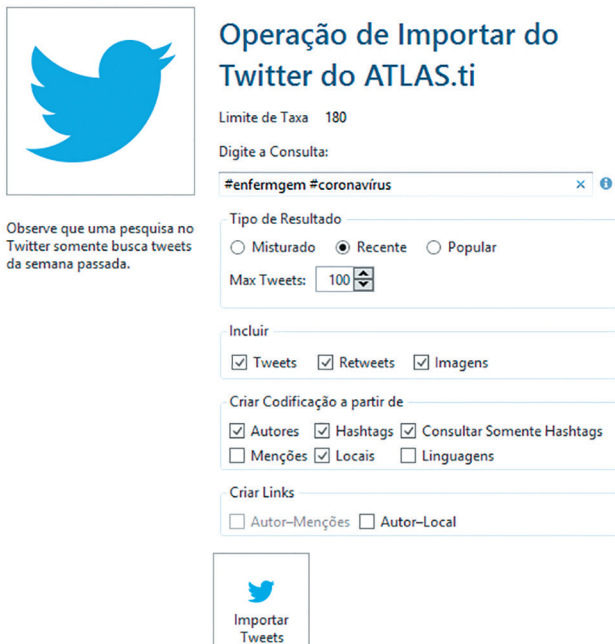 Operação de Importar do
Twitter do ATLAS.ti
Limite de Taxa 180
Digite a Consulta:
#enfermgem #coronavírus
Observe que uma pesquisa no
Twitter somente busca tweets
da semana passada.
Tipo de Resultado
Misturado Recente Popular
Max Tweets: 100
Incluir
Tweets Retweets Imagens
Criar Codificação a partir de
Autores Hashtags Consultar Somente Hashtags
Menções Locais Linguagens
Criar Links
Autor–Menções Autor–Local
Importar
Tweets